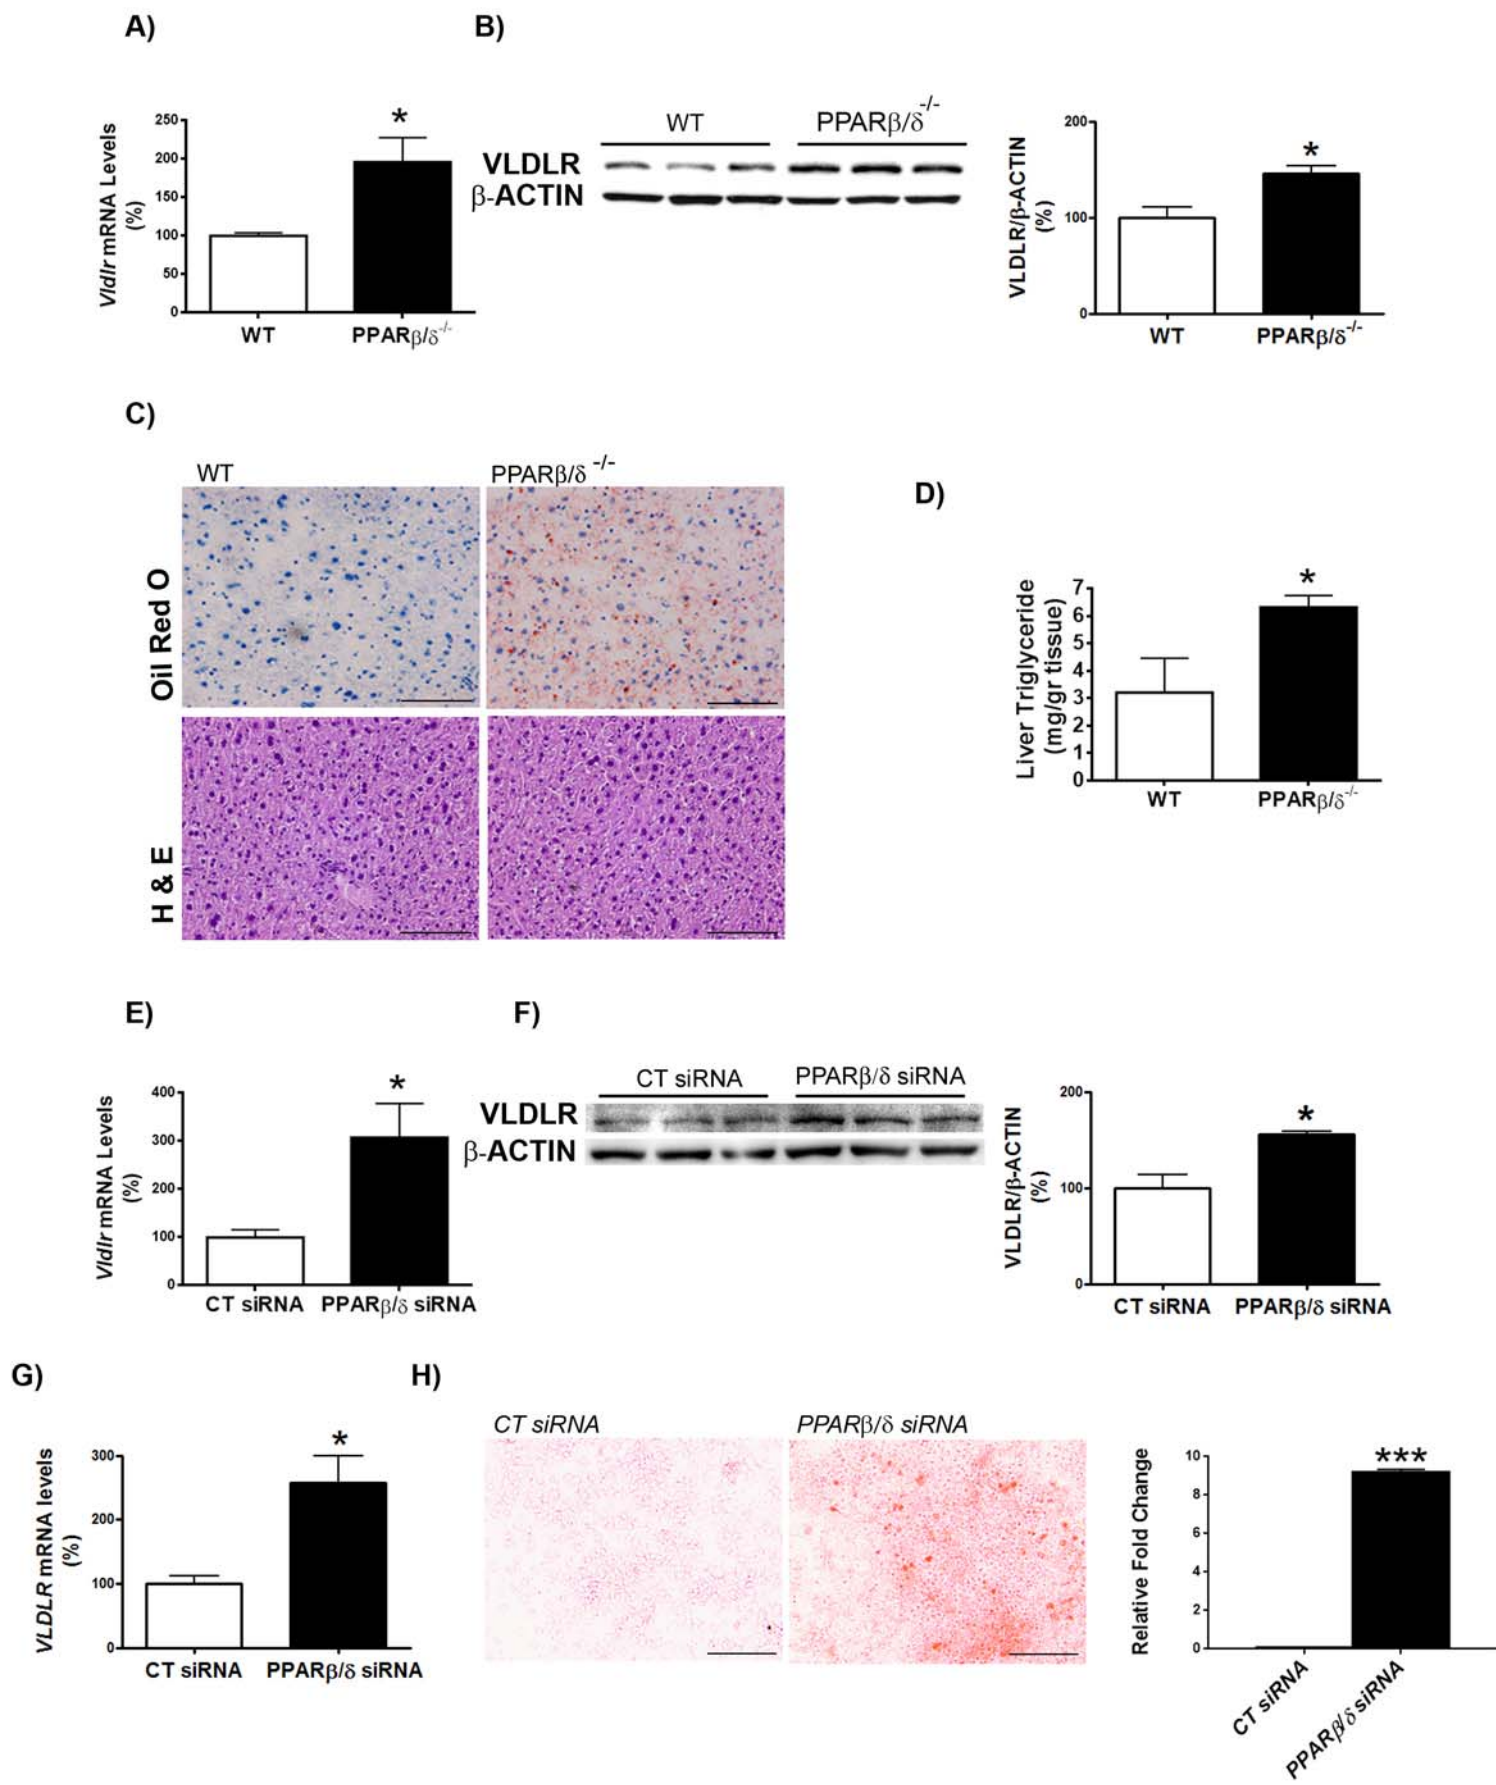 A)
B)
Vldlr mRNA Levels
(%)
250
200
150
100
50
0
*
WT
PPARβ/δ-/-
WT
PPARβ/δ-/-
VLDLR
β-ACTIN
VLDLR/β-ACTIN
(%)
200
100
0
*
WT
PPARβ/δ-/-
C)
WT
PPARβ/δ -/-
Oil Red O
H & E
D)
Liver Triglyceride
(mg/gr tissue)
7
6
5
4
3
2
1
0
*
WT
PPARβ/δ-/-
E)
F)
Vldlr mRNA Levels
(%)
400
300
200
100
0
*
CT siRNA
PPARβ/δ siRNA
CT siRNA
PPARβ/δ siRNA
VLDLR
β-ACTIN
VLDLR/β-ACTIN
(%)
200
100
0
*
CT siRNA
PPARβ/δ siRNA
G)
H)
VLDLR mRNA levels
(%)
300
200
100
0
*
CT siRNA
PPARβ/δ siRNA
CT siRNA
PPARβ/δ siRNA
Relative Fold Change
10
8
6
4
2
0
***
CT siRNA
PPARβ/δ siRNA